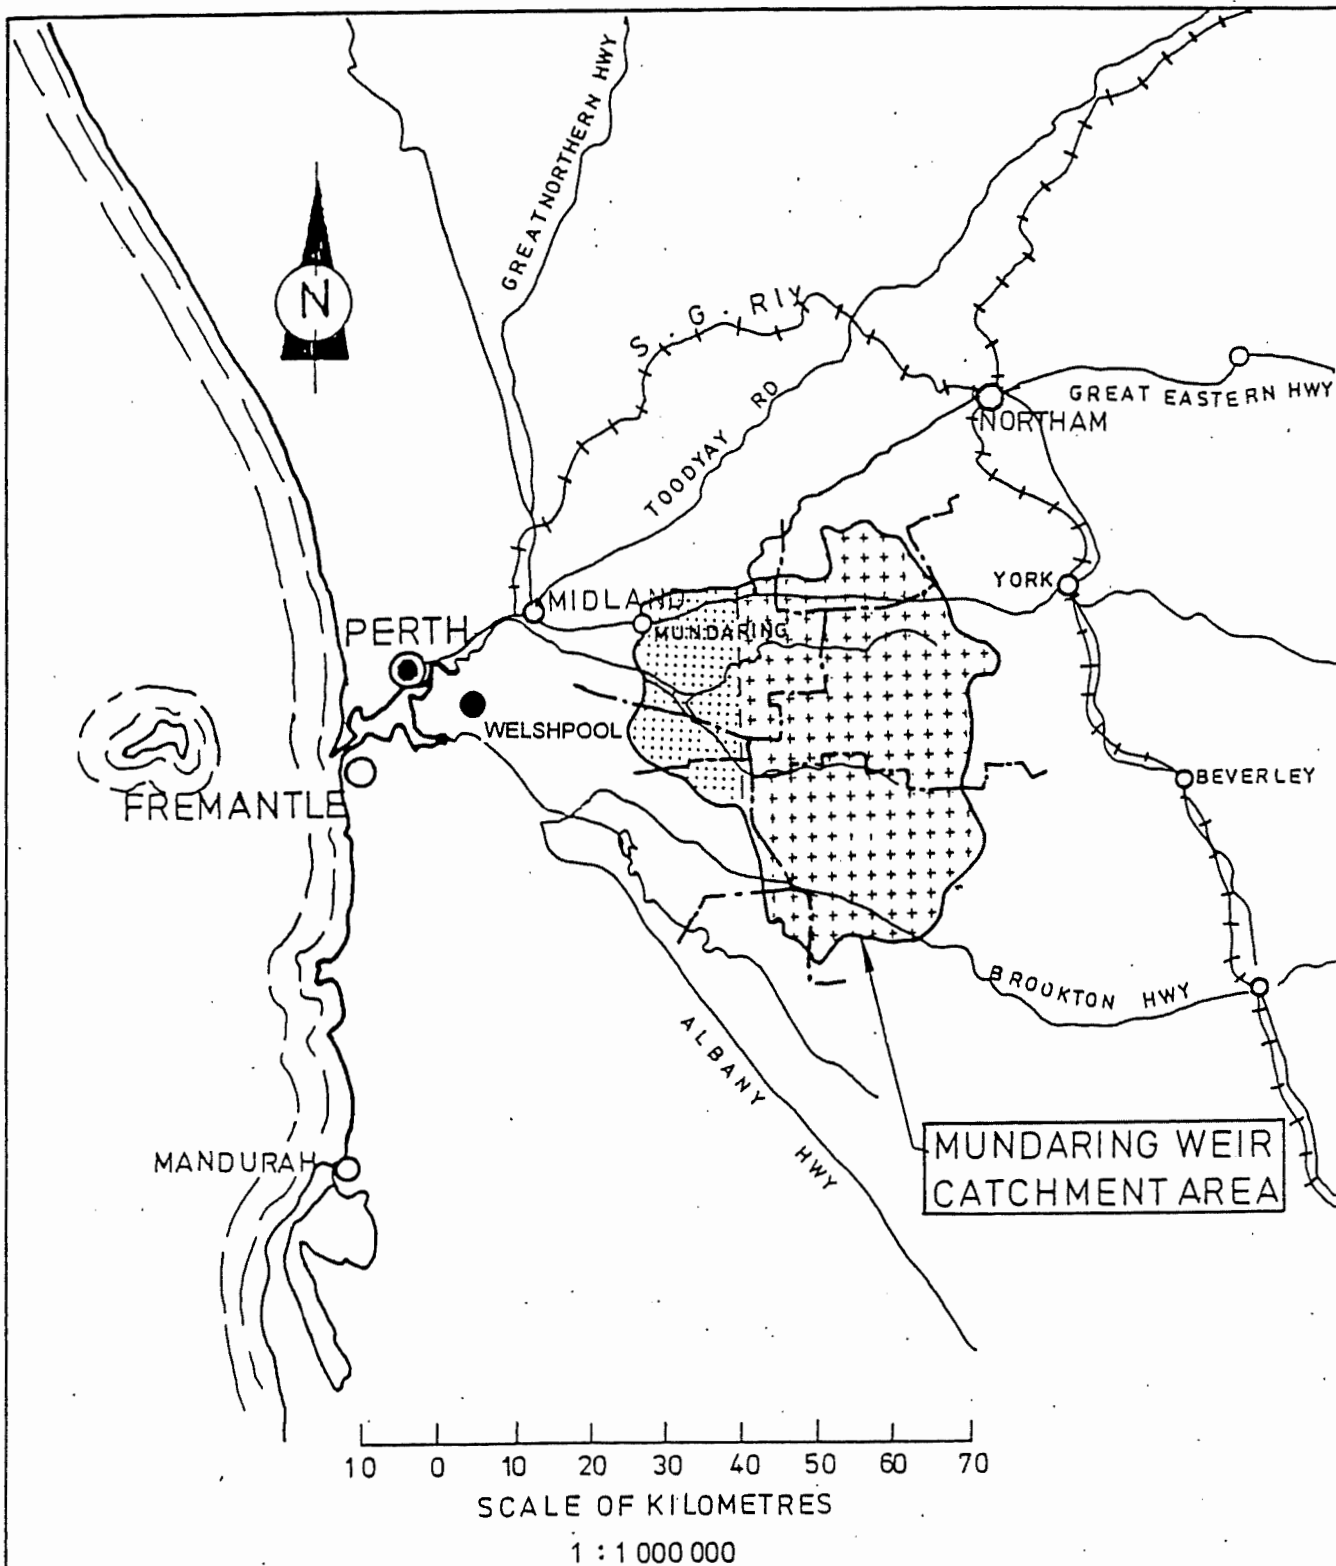 GREAT NORTHERN HWY
N
S.G. RLY
TOODYAY RD
GREAT EASTERN HWY
NORTHAM
YORK
MIDLAND
MUNDARING
PERTH
WELSHPOOL
FREMANTLE
BEVERLEY
BROOKTON HWY
ALBANY HWY
MUNDARING WEIR
CATCHMENT AREA
MANDURAH
10 0 10 20 30 40 50 60 70
SCALE OF KILOMETRES
1 : 1 000 000